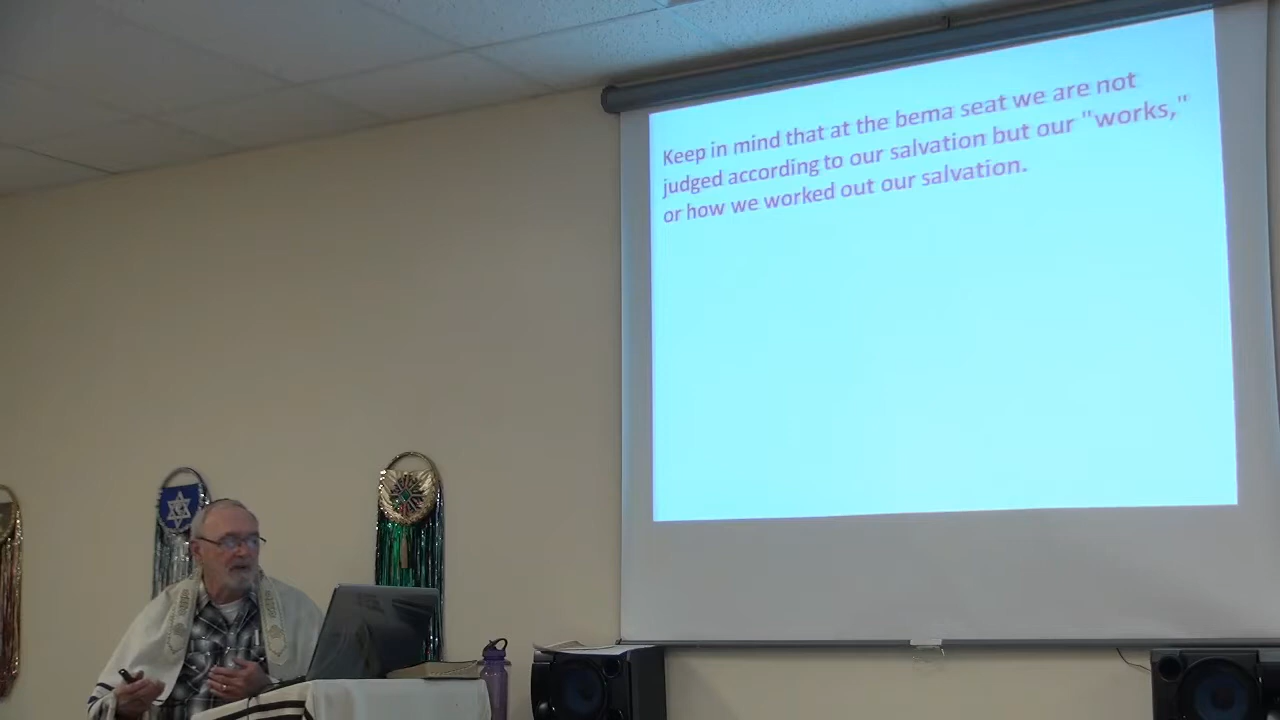 Keep in mind that at the bema seat we are not
judged according to our salvation but our "works,"
or how we worked out our salvation.